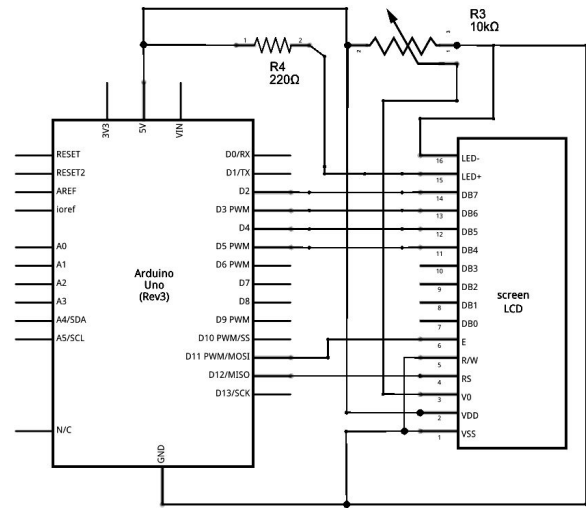 R3
10kΩ
1
2
R4
220Ω
2
1
3
3V3
5V
VIN
RESET
RESET2
AREF
ioref
A0
A1
A2
A3
A4/SDA
A5/SCL
N/C
Arduino
Uno
(Rev3)
D0/RX
D1/TX
D2
D3 PWM
D4
D5 PWM
D6 PWM
D7
D8
D9 PWM
D10 PWM/SS
D11 PWM/MOSI
D12/MISO
D13/SCK
GND
16 LED-
15 LED+
14 DB7
13 DB6
12 DB5
11 DB4
10 DB3
9 DB2
8 DB1
7 DB0
6 E
5 R/W
4 RS
3 V0
2 VDD
1 VSS
screen
LCD